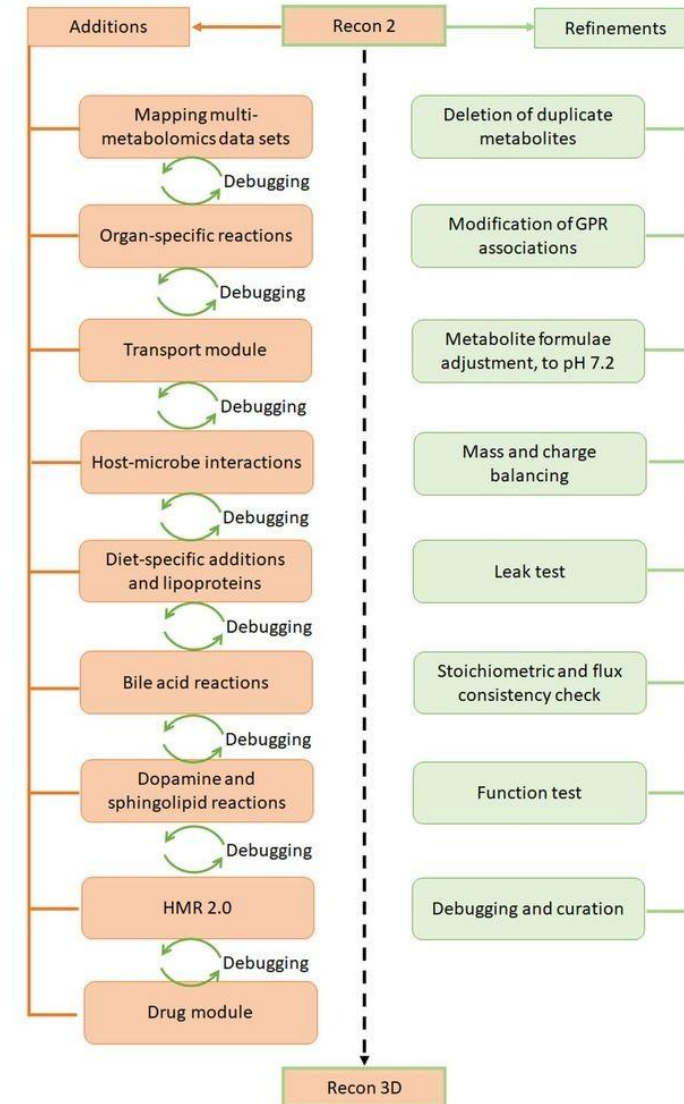 Additions
Recon 2
Refinements
Mapping multi-
metabolomics data sets
Debugging
Organ-specific reactions
Debugging
Transport module
Debugging
Host-microbe interactions
Debugging
Diet-specific additions
and lipoproteins
Debugging
Bile acid reactions
Debugging
Dopamine and
sphingolipid reactions
Debugging
HMR 2.0
Debugging
Drug module
Deletion of duplicate
metabolites
Modification of GPR
associations
Metabolite formulae
adjustment, to pH 7.2
Mass and charge
balancing
Leak test
Stoichiometric and flux
consistency check
Function test
Debugging and curation
Recon 3D